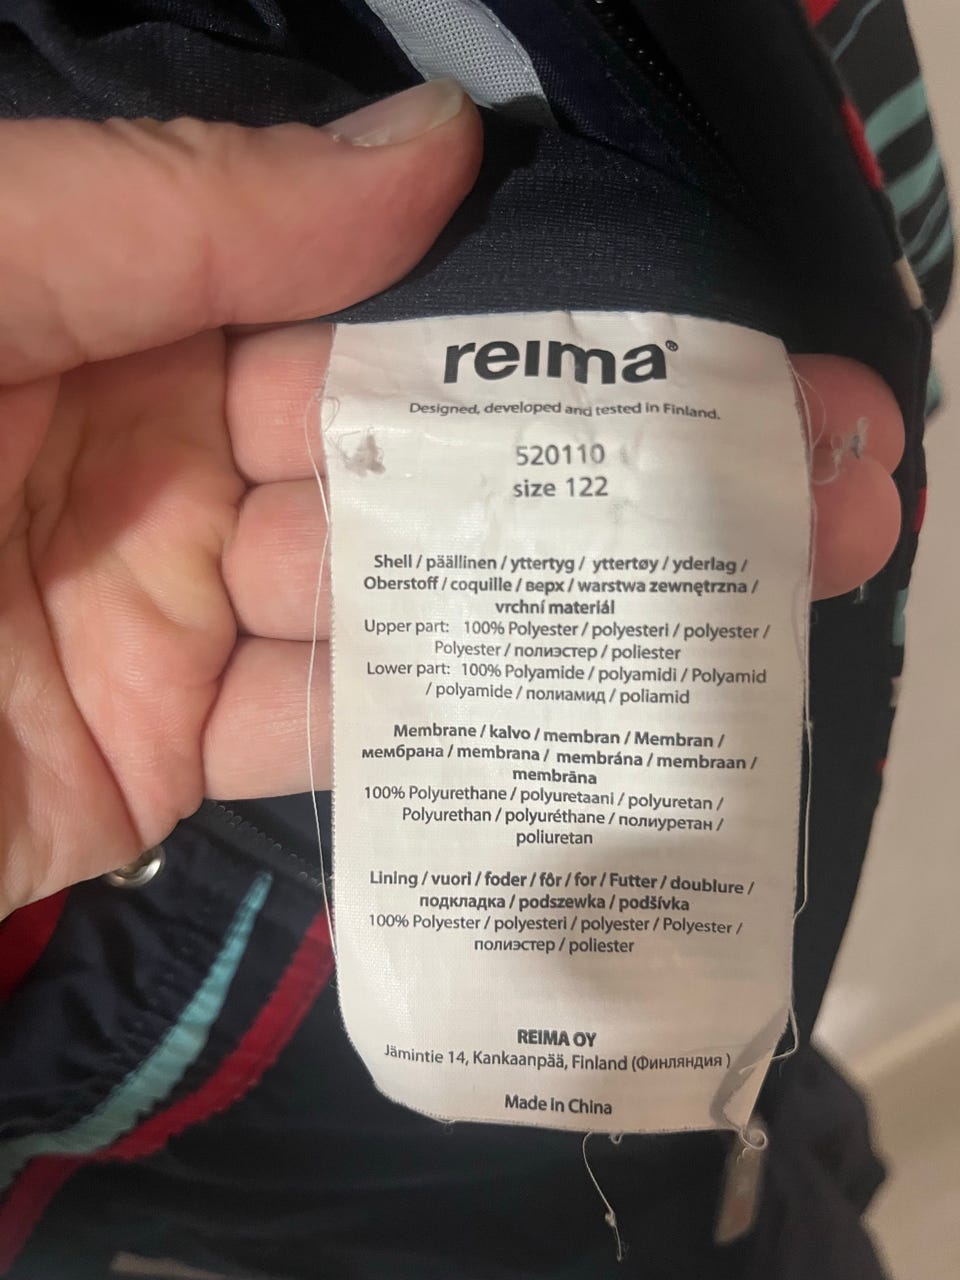 reima®
Designed, developed and tested in Finland.
520110
size 122
Shell / päällinen / yttertyg / yttertøy / yderlag /
Oberstoff / coquille / верх / warstwa zewnętrzna /
vrchní materiál
Upper part: 100% Polyester / polyesteri / polyester /
Polyester / полиэстер / poliester
Lower part: 100% Polyamide / polyamidi / Polyamid
/ polyamide / полиамид / poliamid
Membrane / kalvo / membran / Membran /
мембрана / membrana / membrána / membraan /
membrāna
100% Polyurethane / polyuretaani / polyuretan /
Polyurethan / polyuréthane / полиуретан /
poliuretan
Lining / vuori / foder / fôr / for / Futter / doublure /
подкладка / podszewka / podšívka
100% Polyester / polyesteri / polyester / Polyester /
полиэстер / poliester
REIMA OY
Jämintie 14, Kankaanpää, Finland (Финляндия )
Made in China